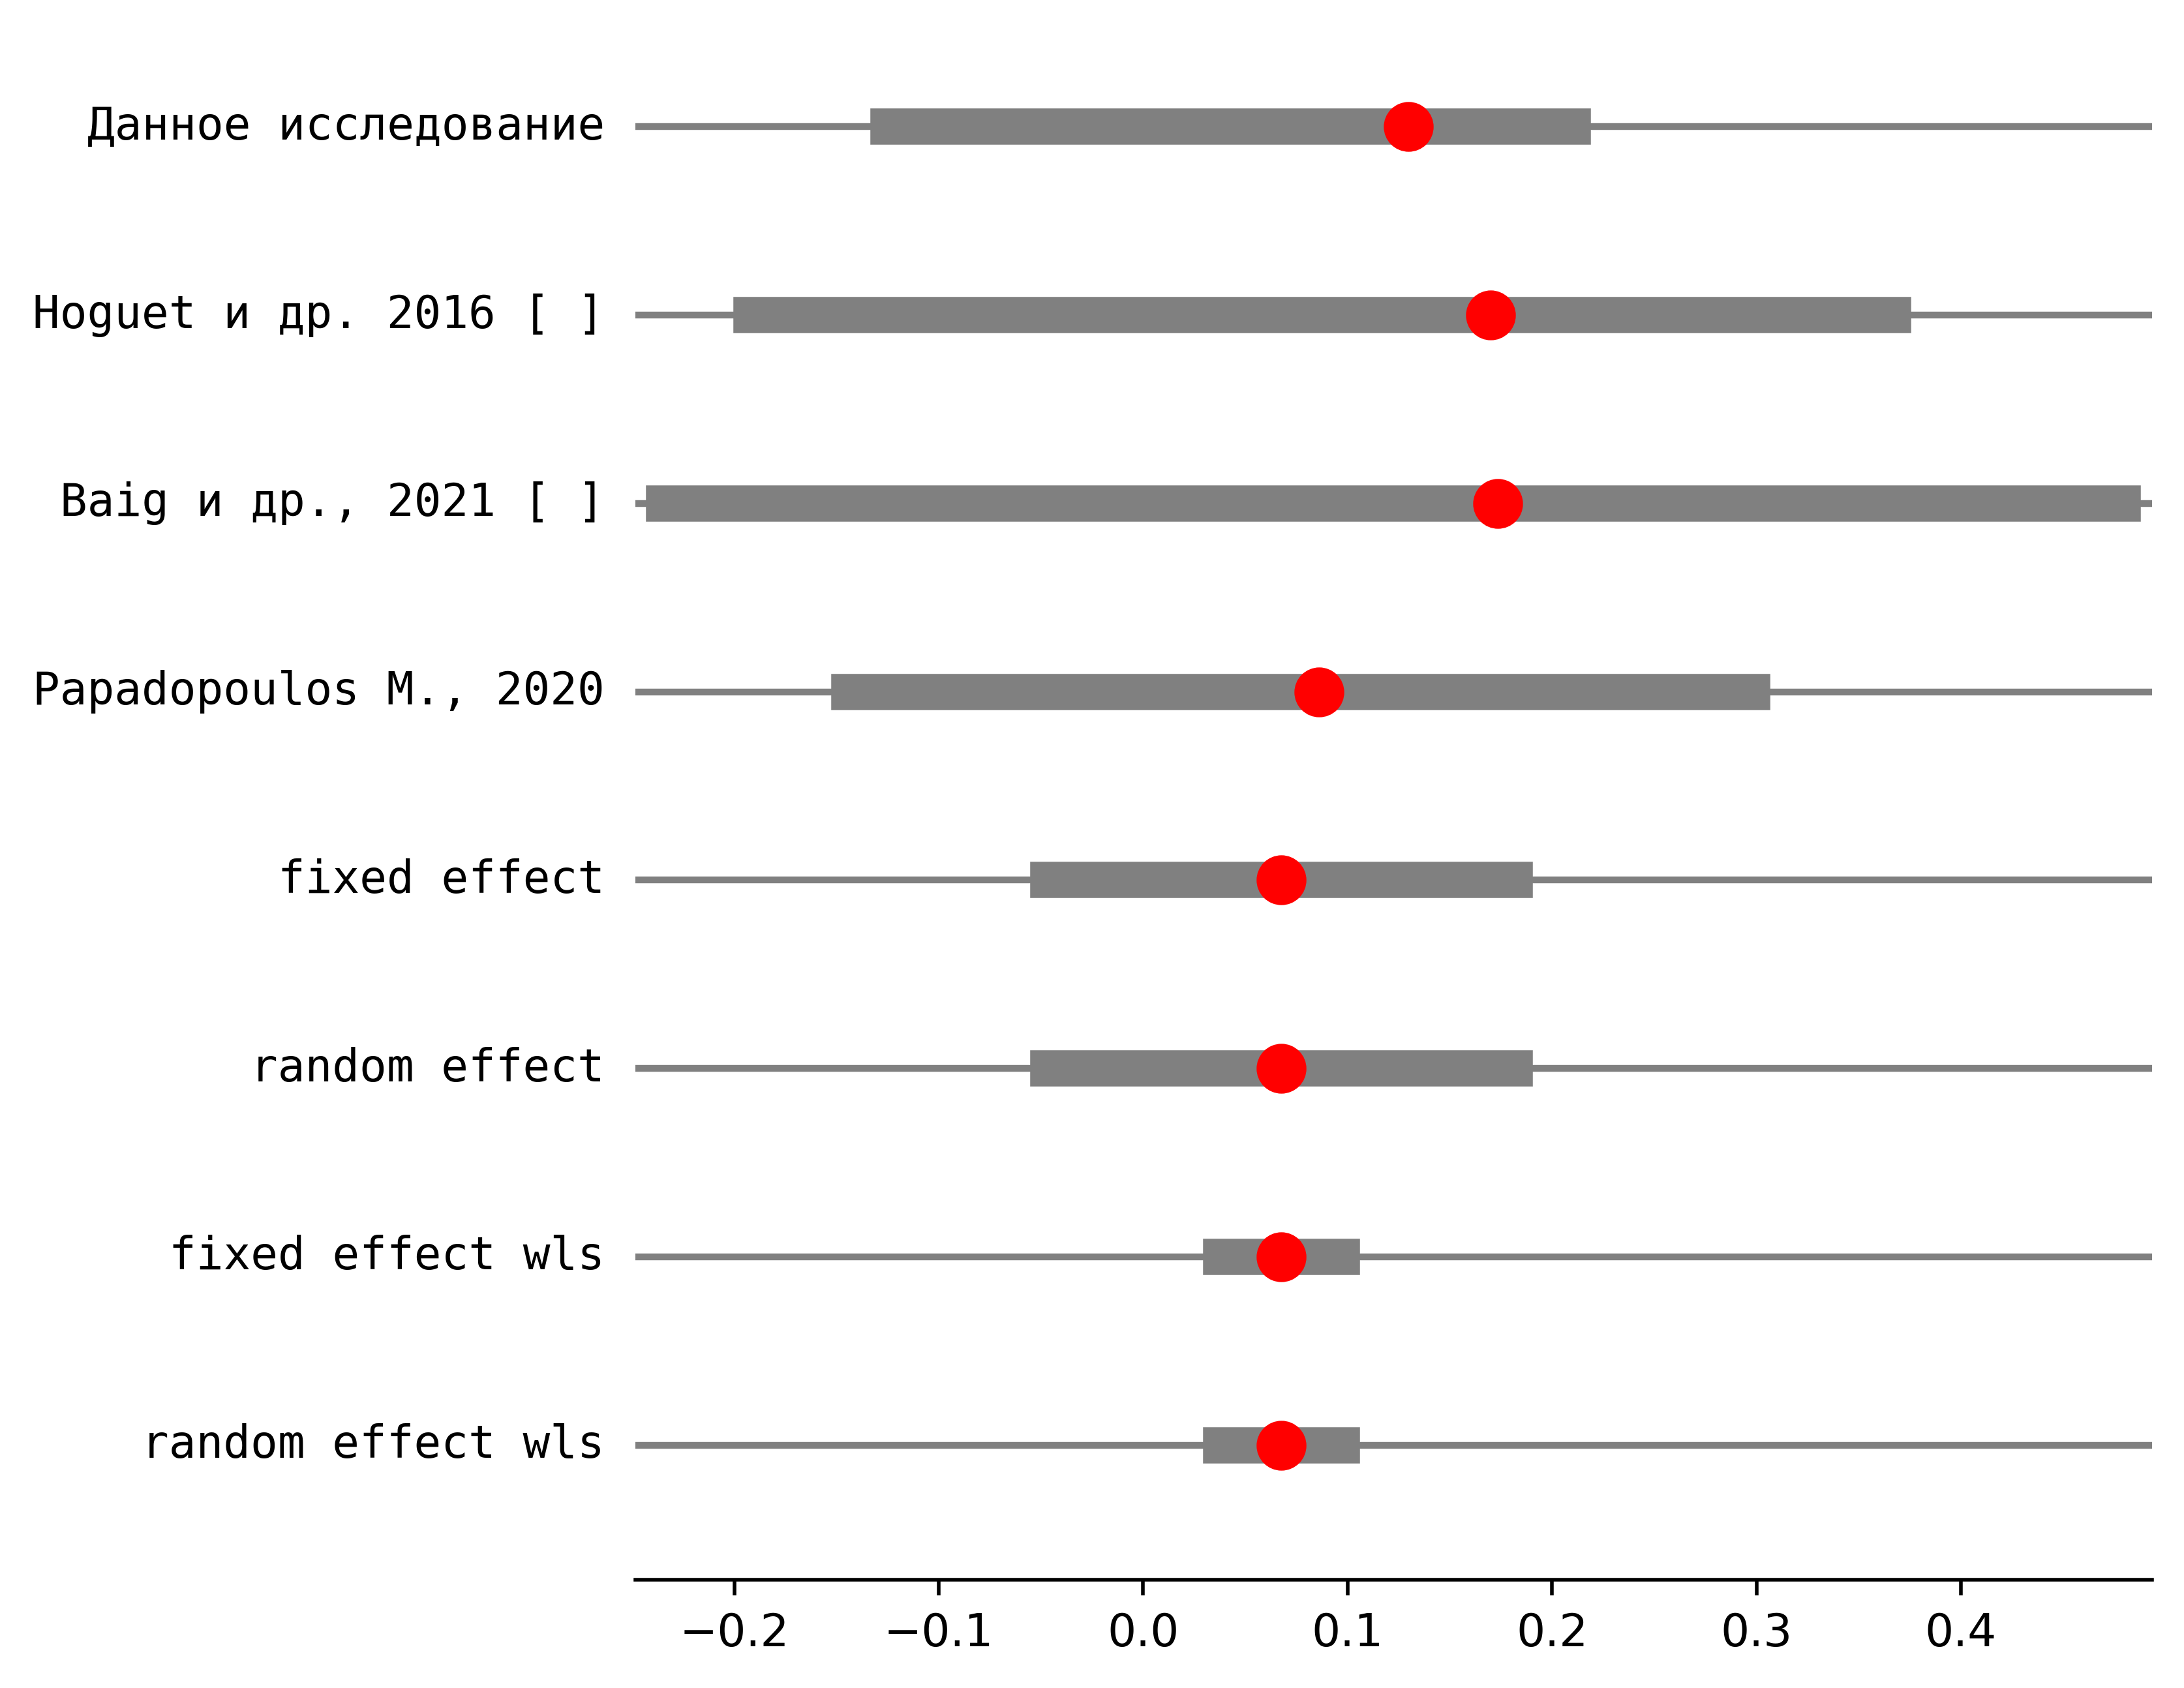 Данное исследование
Hoguet и др. 2016 [ ]
Baig и др., 2021 [ ]
Papadopoulos M., 2020
fixed effect
random effect
fixed effect wls
random effect wls
−0.2 −0.1 0.0 0.1 0.2 0.3 0.4